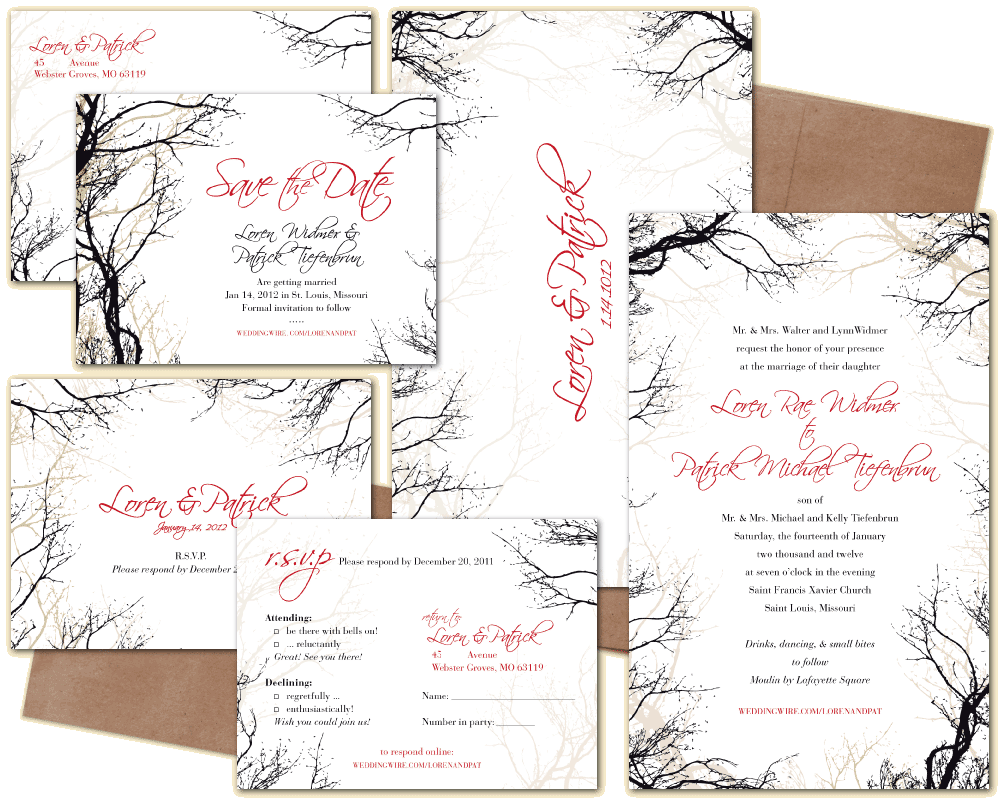 Loren & Patrick
45 Avenue
Webster Groves, MO 63119
Save the Date
Loren Widmer &
Patrick Tiefenbrun
Are getting married
Jan 14, 2012 in St. Louis, Missouri
Formal invitation to follow
.....
WEDDINGWIRE.COM/LORENANDPAT
Loren & Patrick
1.14.1012
Mr. & Mrs. Walter and LynnWidmer
request the honor of your presence
at the marriage of their daughter
Loren Rae Widmer
to
Patrick Michael Tiefenbrun
son of
Mr. & Mrs. Michael and Kelly Tiefenbrun
Saturday, the fourteenth of January
two thousand and twelve
at seven o'clock in the evening
Saint Francis Xavier Church
Saint Louis, Missouri
Drinks, dancing, & small bites
to follow
Moulin by Lafayette Square
WEDDINGWIRE.COM/LORENANDPAT
Loren & Patrick
January 14, 2012
R.S.V.P.
Please respond by December 2
r.s.v.p Please respond by December 20, 2011
Attending:
be there with bells on!
... reluctantly
Great! See you there!
Declining:
regretfully ...
enthusiastically!
Wish you could join us!
return to:
Loren & Patrick
45 Avenue
Webster Groves, MO 63119
Name:
Number in party:
to respond online:
WEDDINGWIRE.COM/LORENANDPAT